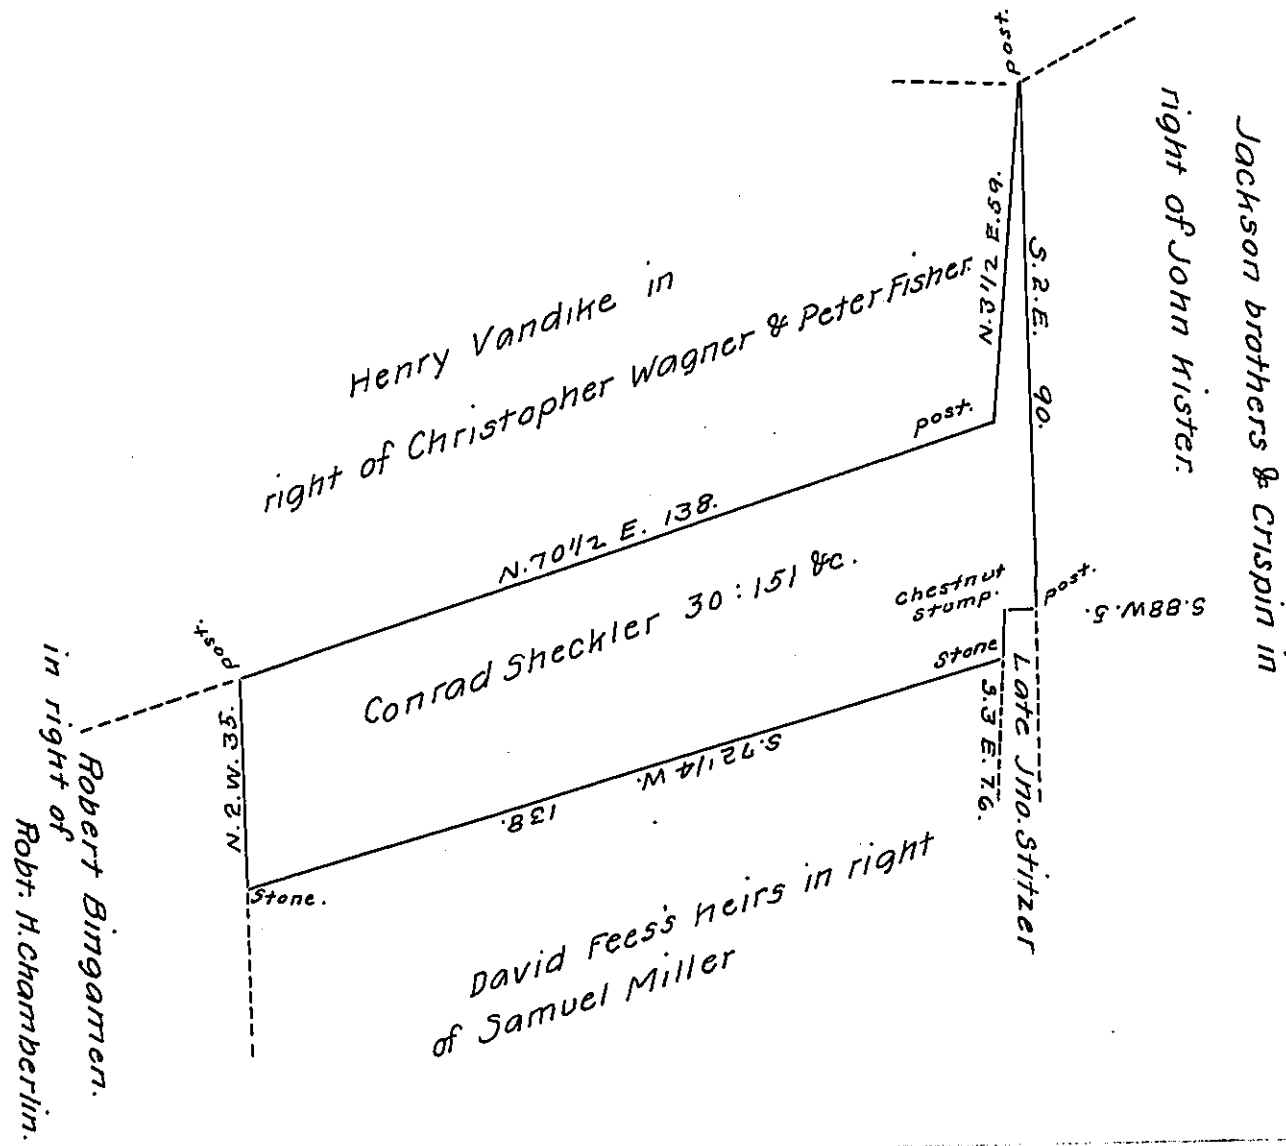 post.
Jackson brothers & Crispin in
right of John Kister.
N.3 1/2 E.59.
S.2.E. 90.
Henry Vandike in
right of Christopher Wagner & Peter Fisher.
post.
N.70 1/2 E. 138.
Conrad Sheckler 30:151 &c.
chestnut
stump.
post.
S.88W.5.
Stone
S.3 E.7.6.
Late Jno. Stitzer
post.
N.2.W.35.
S.72 1/4 W.
138.
Stone.
Robert Bingamen.
in right of
Robt. H. Chamberlin.
David Fees's heirs in right
of Samuel Miller